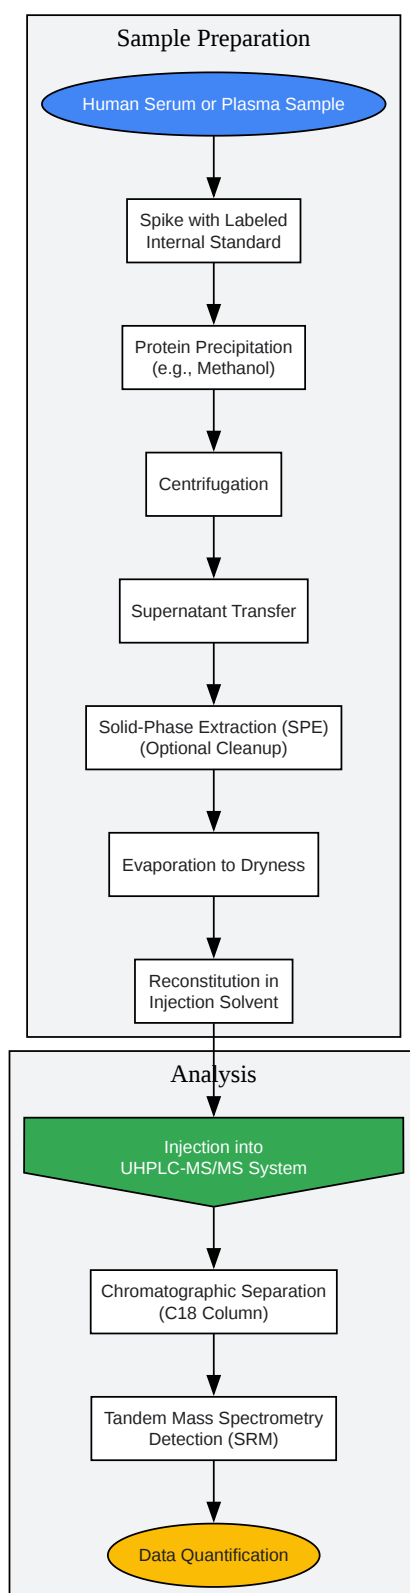 Sample Preparation
Human Serum or Plasma Sample
Spike with Labeled
Internal Standard
Protein Precipitation
(e.g., Methanol)
Centrifugation
Supernatant Transfer
Solid-Phase Extraction (SPE)
(Optional Cleanup)
Evaporation to Dryness
Reconstitution in
Injection Solvent
Analysis
Injection into
UHPLC-MS/MS System
Chromatographic Separation
(C18 Column)
Tandem Mass Spectrometry
Detection (SRM)
Data Quantification